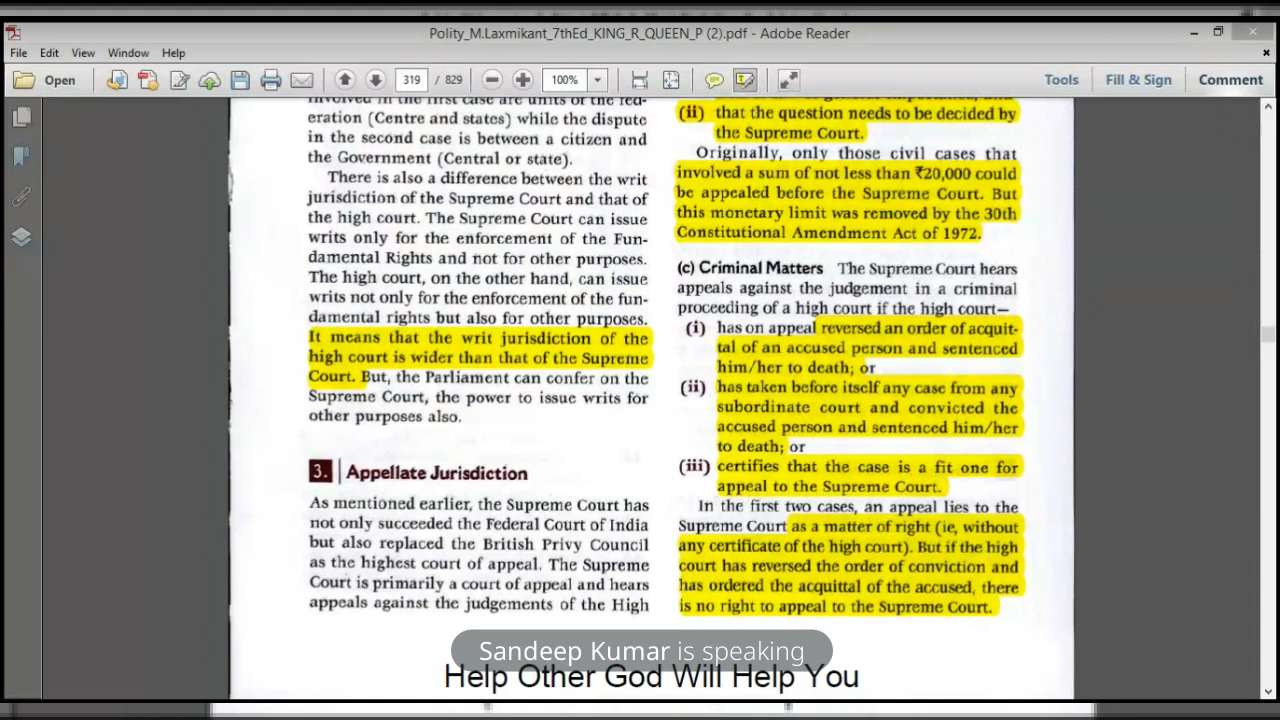 Polity_M.Laxmikant_7thEd_KING_R_QUEEN_P (2).pdf - Adobe Reader
File Edit View Window Help
Open 319 / 829 100% Tools Fill & Sign Comment
involved in the first case are units of the fed-
eration (Centre and states) while the dispute
in the second case is between a citizen and
the Government (Central or state).
There is also a difference between the writ
jurisdiction of the Supreme Court and that of
the high court. The Supreme Court can issue
writs only for the enforcement of the Fun-
damental Rights and not for other purposes.
The high court, on the other hand, can issue
writs not only for the enforcement of the fun-
damental rights but also for other purposes.
It means that the writ jurisdiction of the
high court is wider than that of the Supreme
Court. But, the Parliament can confer on the
Supreme Court, the power to issue writs for
other purposes also.
3. Appellate Jurisdiction
As mentioned earlier, the Supreme Court has
not only succeeded the Federal Court of India
but also replaced the British Privy Council
as the highest court of appeal. The Supreme
Court is primarily a court of appeal and hears
appeals against the judgements of the High
(ii) that the question needs to be decided by
the Supreme Court.
Originally, only those civil cases that
involved a sum of not less than ₹20,000 could
be appealed before the Supreme Court. But
this monetary limit was removed by the 30th
Constitutional Amendment Act of 1972.
(c) Criminal Matters The Supreme Court hears
appeals against the judgement in a criminal
proceeding of a high court if the high court—
(i) has on appeal reversed an order of acquit-
tal of an accused person and sentenced
him/her to death; or
(ii) has taken before itself any case from any
subordinate court and convicted the
accused person and sentenced him/her
to death; or
(iii) certifies that the case is a fit one for
appeal to the Supreme Court.
In the first two cases, an appeal lies to the
Supreme Court as a matter of right (ie, without
any certificate of the high court). But if the high
court has reversed the order of conviction and
has ordered the acquittal of the accused, there
is no right to appeal to the Supreme Court.
Sandeep Kumar is speaking
Help Other God Will Help You